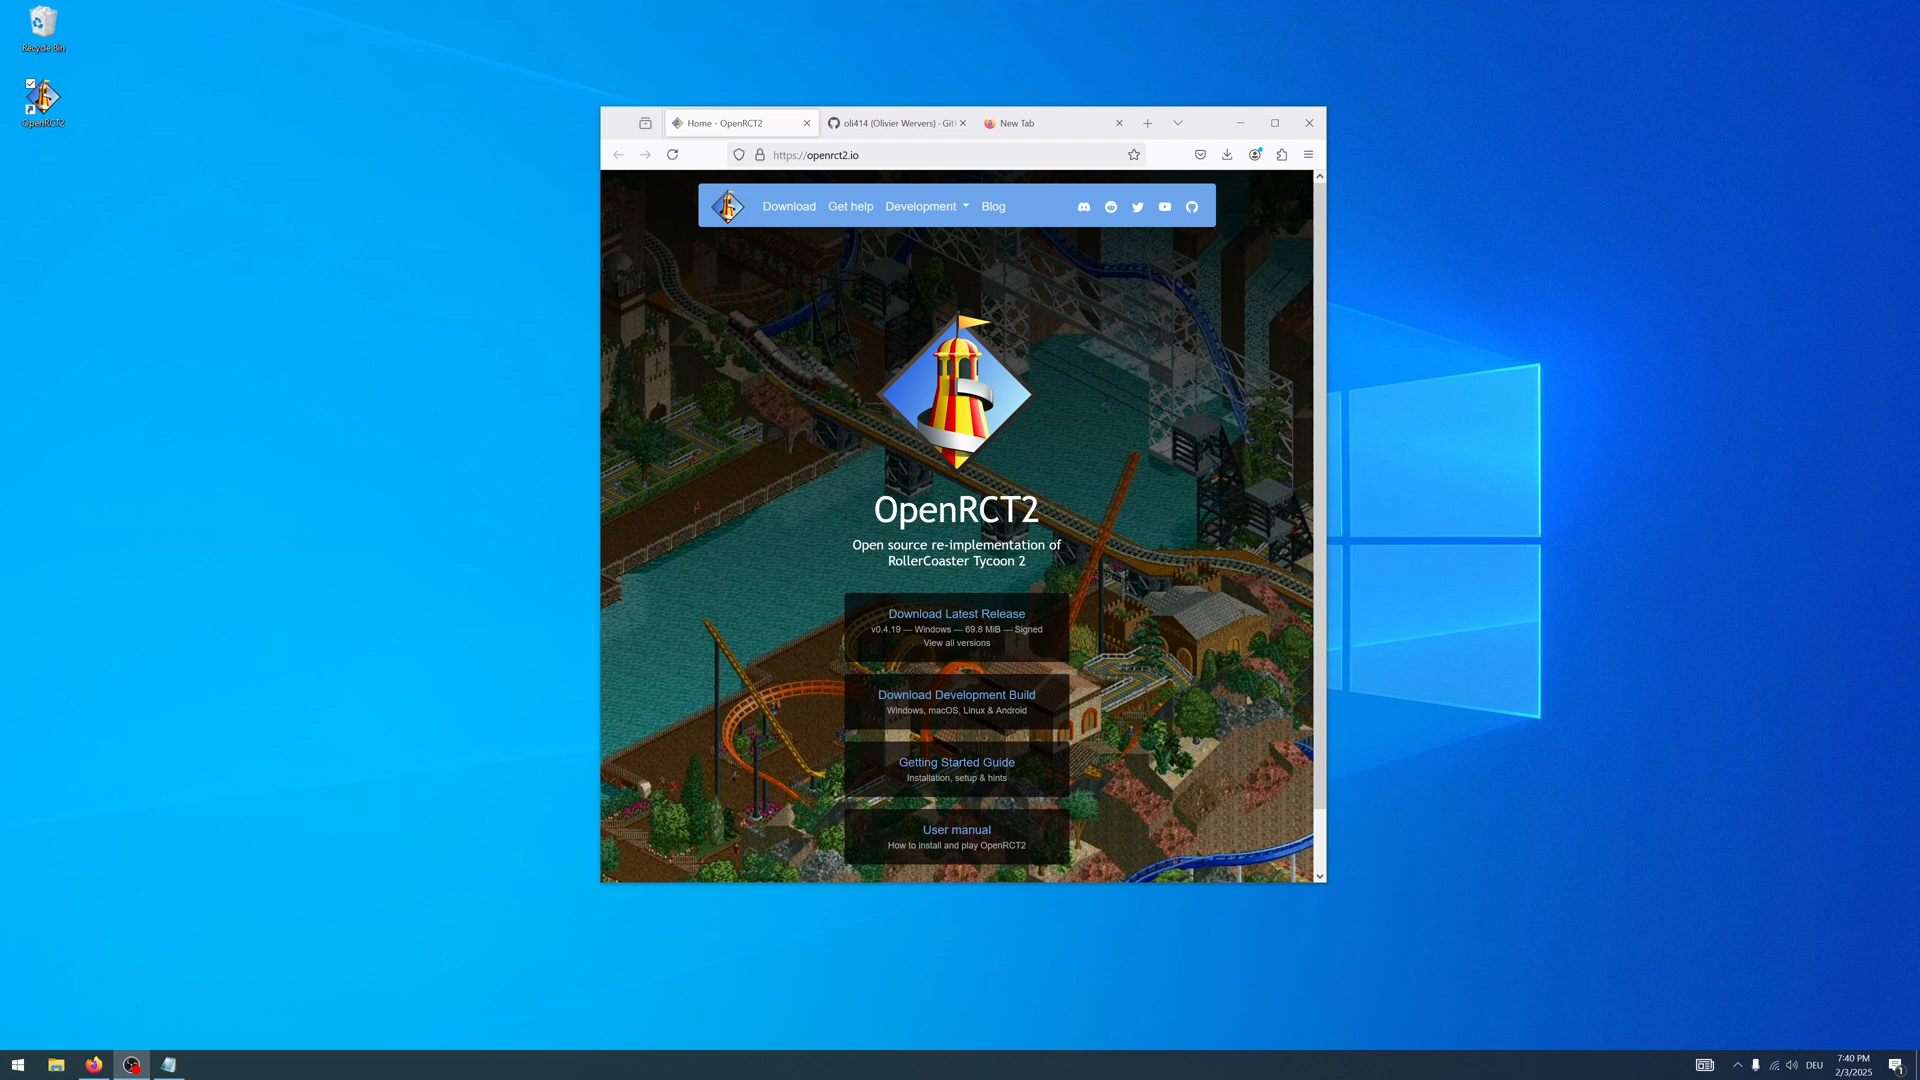 Recycle Bin
OpenRCT2
Home - OpenRCT2
oli414 (Olivier Wervers) · Git
New Tab
https://openrct2.io
Download
Get help
Development
Blog
OpenRCT2
Open source re-implementation of
RollerCoaster Tycoon 2
Download Latest Release
v0.4.19 — Windows — 69.8 MiB — Signed
View all versions
Download Development Build
Windows, macOS, Linux & Android
Getting Started Guide
Installation, setup & hints
User manual
How to install and play OpenRCT2
DEU
7:40 PM
2/3/2025
1